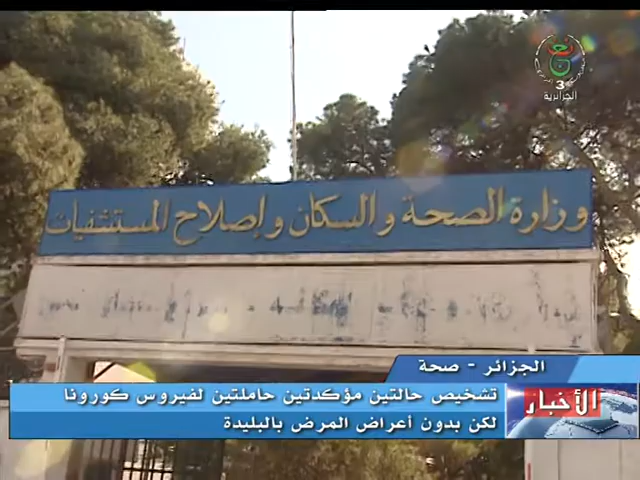 3
الجزائرية
وزارة الصحة والسكان وإصلاح المستشفيات
الجزائر - صحة
تشخيص حالتين مؤكدتين حاملتين لفيروس كورونا
لكن بدون أعراض المرض بالبليدة
الأخبار